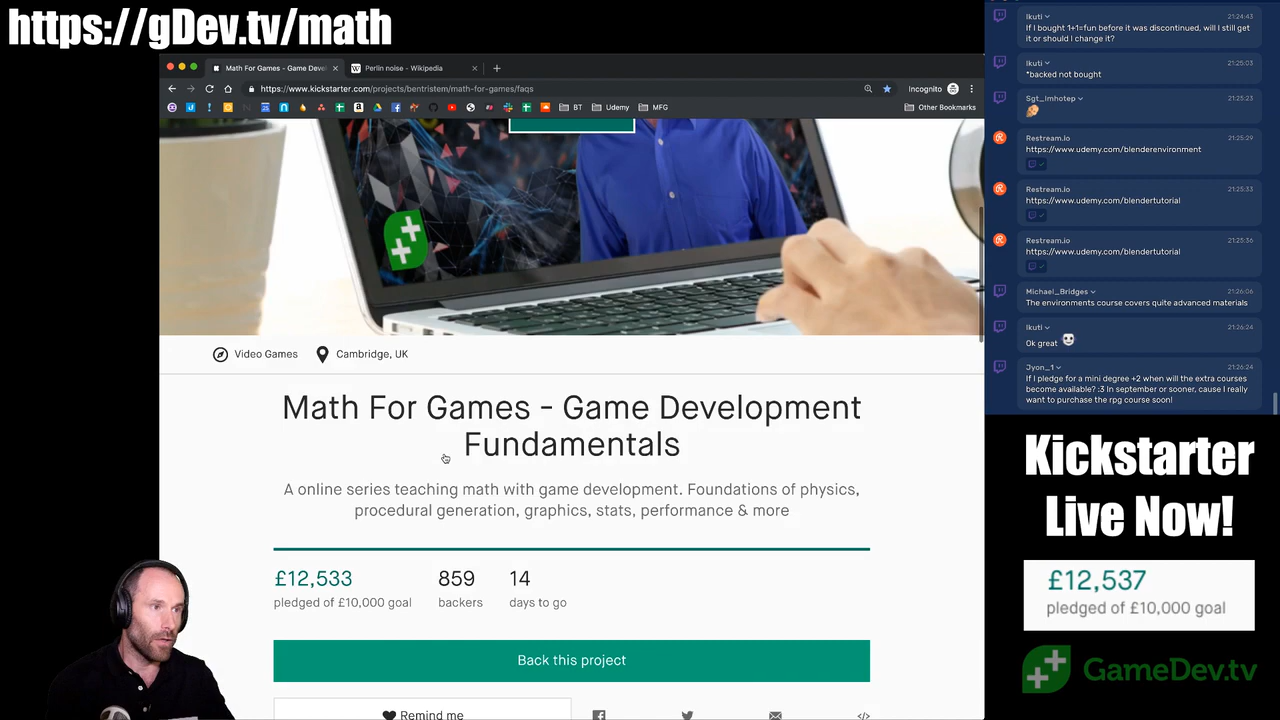 https://gDev.tv/math
Math For Games - Game Devel
Perlin noise - Wikipedia
https://www.kickstarter.com/projects/bentristem/math-for-games/faqs
Incognito
BT
Udemy
MFG
Other Bookmarks
Video Games
Cambridge, UK
Math For Games - Game Development
Fundamentals
A online series teaching math with game development. Foundations of physics,
procedural generation, graphics, stats, performance & more
£12,533
pledged of £10,000 goal
859
backers
14
days to go
Back this project
Remind me
Ikuti
21:24:43
If I bought 1+1=fun before it was discontinued, will I still get
it or should I change it?
Ikuti
21:25:03
*backed not bought
Sgt_Imhotep
21:25:23
Restream.io
21:25:29
https://www.udemy.com/blenderenvironment
Restream.io
21:25:33
https://www.udemy.com/blendertutorial
Restream.io
21:25:36
https://www.udemy.com/blendertutorial
Michael_Bridges
21:26:06
The environments course covers quite advanced materials
Ikuti
21:26:24
Ok great
Jyon_1
21:26:24
If I pledge for a mini degree +2 when will the extra courses
become available? :3 In september or sooner, cause I really
want to purchase the rpg course soon!
Kickstarter
Live Now!
£12,537
pledged of £10,000 goal
GameDev.tv